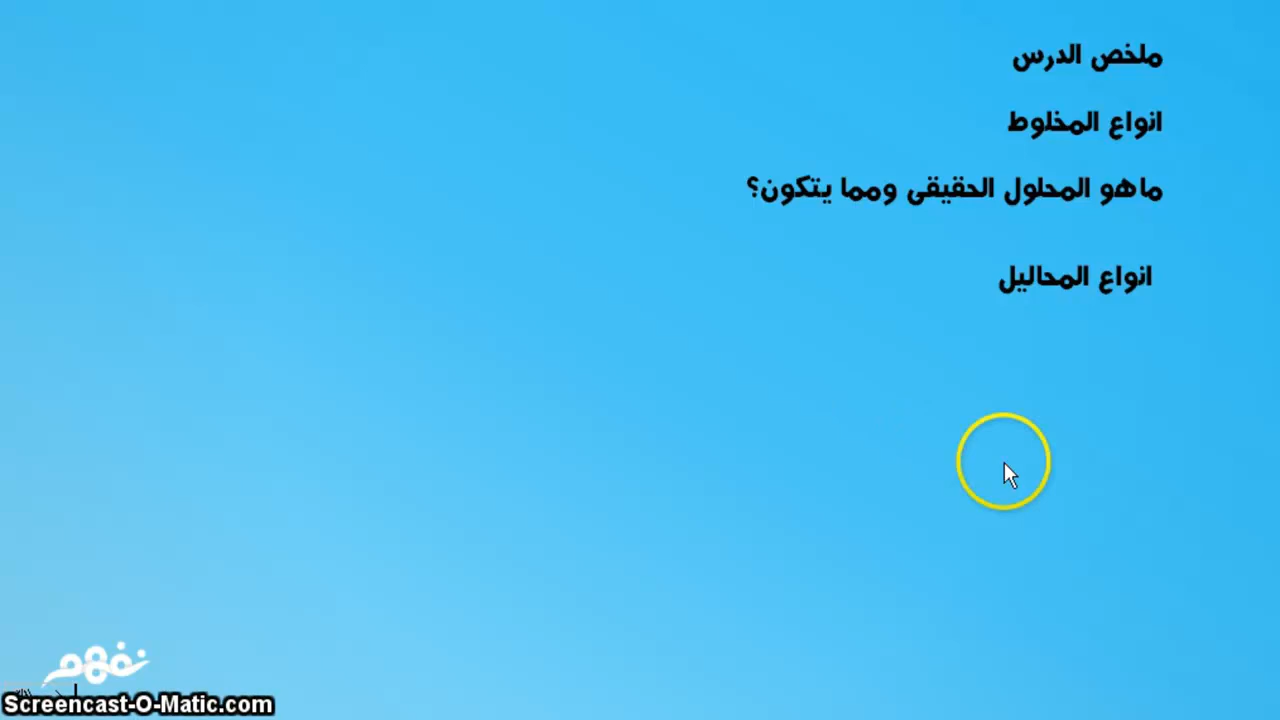 ملخص الدرس
انواع المخلوط
ماهو المحلول الحقيقى ومما يتكون؟
انواع المحاليل
نفهم
Screencast-O-Matic.com